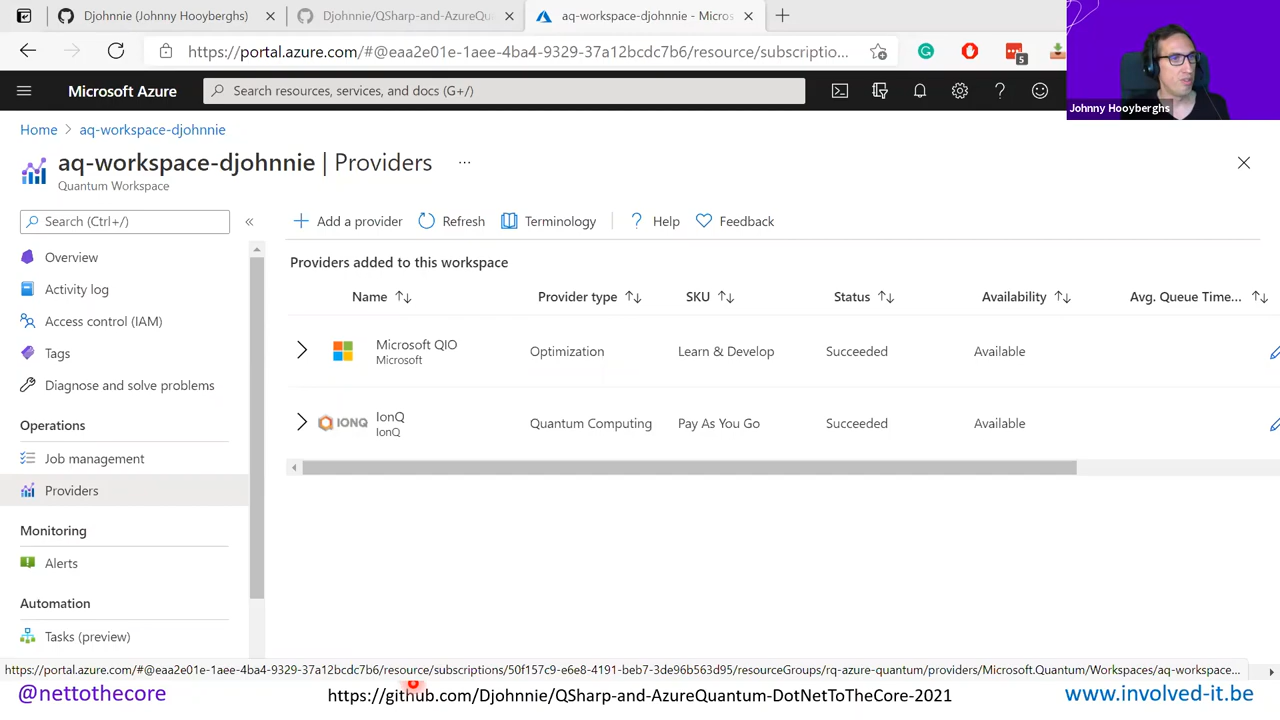 Djohnnie (Johnny Hooyberghs)
Djohnnie/QSharp-and-AzureQu
aq-workspace-djohnnie - Micros
https://portal.azure.com/#@eaa2e01e-1aee-4ba4-9329-37a12bcdc7b6/resource/subscriptio...
5
Microsoft Azure
Search resources, services, and docs (G+/)
Johnny Hooyberghs
Home > aq-workspace-djohnnie
aq-workspace-djohnnie | Providers ...
Quantum Workspace
Search (Ctrl+/)
«
Add a provider Refresh Terminology Help Feedback
Overview
Activity log
Access control (IAM)
Tags
Diagnose and solve problems
Operations
Job management
Providers
Monitoring
Alerts
Automation
Tasks (preview)
Providers added to this workspace
Name Provider type SKU Status Availability Avg. Queue Time...
Microsoft QIO Optimization Learn & Develop Succeeded Available
Microsoft
IONQ IonQ Quantum Computing Pay As You Go Succeeded Available
IonQ
https://portal.azure.com/#@eaa2e01e-1aee-4ba4-9329-37a12bcdc7b6/resource/subscriptions/50f157c9-e6e8-4191-beb7-3de96b563d95/resourceGroups/rq-azure-quantum/providers/Microsoft.Quantum/Workspaces/aq-workspace...
@nettothecore
https://github.com/Djohnnie/QSharp-and-AzureQuantum-DotNetToTheCore-2021
www.involved-it.be